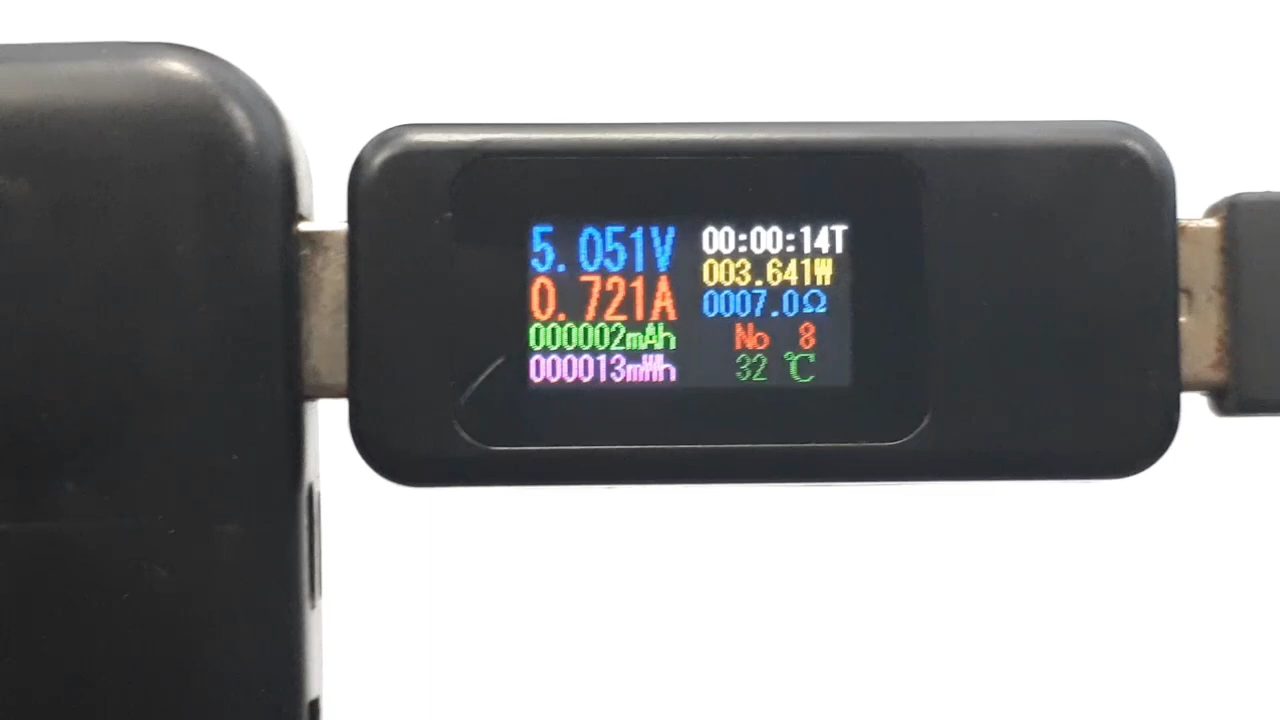 5.051V
0.721A
000002mAh
000013mWh
00:00:14T
003.641W
0007.0Ω
No 8
32 ℃